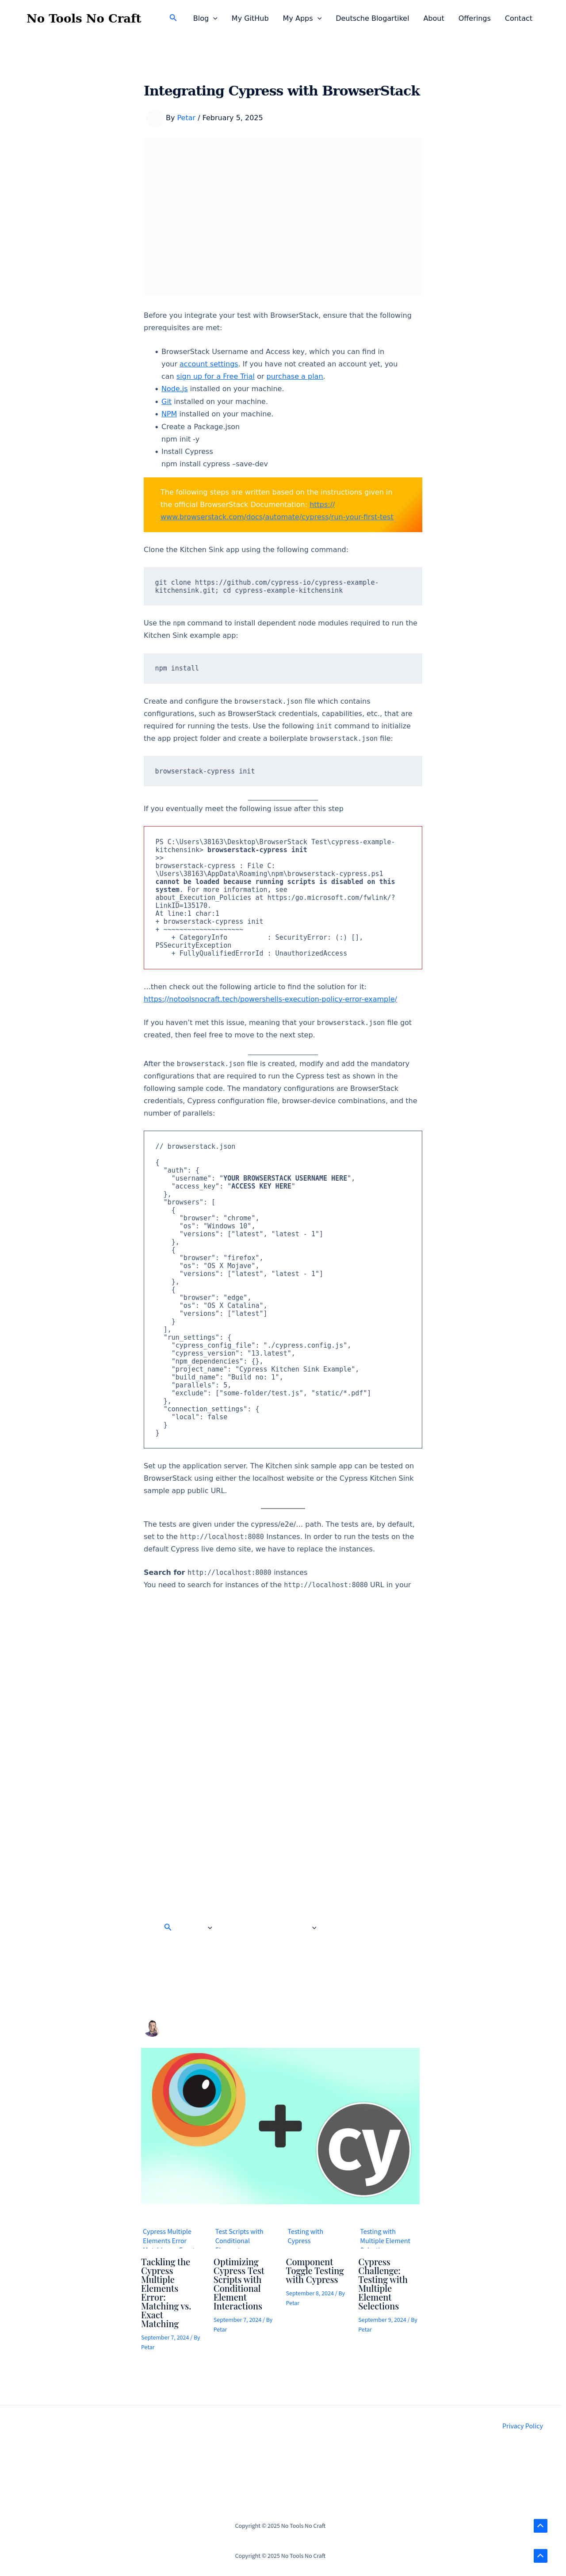 No Tools No Craft
Blog
My GitHub
My Apps
Deutsche Blogartikel
About
Offerings
Contact
Integrating Cypress with BrowserStack
By Petar / February 5, 2025
Before you integrate your test with BrowserStack, ensure that the following
prerequisites are met:
• BrowserStack Username and Access key, which you can find in
your account settings. If you have not created an account yet, you
can sign up for a Free Trial or purchase a plan.
• Node.js installed on your machine.
• Git installed on your machine.
• NPM installed on your machine.
• Create a Package.json
npm init -y
• Install Cypress
npm install cypress –save-dev
The following steps are written based on the instructions given in
the official BrowserStack Documentation: https://
www.browserstack.com/docs/automate/cypress/run-your-first-test
Clone the Kitchen Sink app using the following command:
git clone https://github.com/cypress-io/cypress-example-
kitchensink.git; cd cypress-example-kitchensink
Use the npm command to install dependent node modules required to run the
Kitchen Sink example app:
npm install
Create and configure the browserstack.json file which contains
configurations, such as BrowserStack credentials, capabilities, etc., that are
required for running the tests. Use the following init command to initialize
the app project folder and create a boilerplate browserstack.json file:
browserstack-cypress init
If you eventually meet the following issue after this step
PS C:\Users\38163\Desktop\BrowserStack Test\cypress-example-
kitchensink> browserstack-cypress init
>>
browserstack-cypress : File C:
\Users\38163\AppData\Roaming\npm\browserstack-cypress.ps1
cannot be loaded because running scripts is disabled on this
system. For more information, see
about_Execution_Policies at https:/go.microsoft.com/fwlink/?
LinkID=135170.
At line:1 char:1
+ browserstack-cypress init
+ ~~~~~~~~~~~~~~~~~~~~
    + CategoryInfo          : SecurityError: (:) [],
PSSecurityException
    + FullyQualifiedErrorId : UnauthorizedAccess
…then check out the following article to find the solution for it:
https://notoolsnocraft.tech/powershells-execution-policy-error-example/
If you haven’t met this issue, meaning that your browserstack.json file got
created, then feel free to move to the next step.
After the browserstack.json file is created, modify and add the mandatory
configurations that are required to run the Cypress test as shown in the
following sample code. The mandatory configurations are BrowserStack
credentials, Cypress configuration file, browser-device combinations, and the
number of parallels:
// browserstack.json
{
  "auth": {
    "username": "YOUR BROWSERSTACK USERNAME HERE",
    "access_key": "ACCESS KEY HERE"
  },
  "browsers": [
    {
      "browser": "chrome",
      "os": "Windows 10",
      "versions": ["latest", "latest - 1"]
    },
    {
      "browser": "firefox",
      "os": "OS X Mojave",
      "versions": ["latest", "latest - 1"]
    },
    {
      "browser": "edge",
      "os": "OS X Catalina",
      "versions": ["latest"]
    }
  ],
  "run_settings": {
    "cypress_config_file": "./cypress.config.js",
    "cypress_version": "13.latest",
    "npm_dependencies": {},
    "project_name": "Cypress Kitchen Sink Example",
    "build_name": "Build no: 1",
    "parallels": 5,
    "exclude": ["some-folder/test.js", "static/*.pdf"]
  },
  "connection_settings": {
    "local": false
  }
}
Set up the application server. The Kitchen sink sample app can be tested on
BrowserStack using either the localhost website or the Cypress Kitchen Sink
sample app public URL.
The tests are given under the cypress/e2e/… path. The tests are, by default,
set to the http://localhost:8080 Instances. In order to run the tests on the
default Cypress live demo site, we have to replace the instances.
Search for http://localhost:8080 instances
You need to search for instances of the http://localhost:8080 URL in your
cy
Cypress Multiple
Elements Error
Tackling the
Cypress
Multiple
Elements
Error:
Matching vs.
Exact
Matching
September 7, 2024 / By
Petar
Test Scripts with
Conditional
Optimizing
Cypress Test
Scripts with
Conditional
Element
Interactions
September 7, 2024 / By
Petar
Testing with
Cypress
Component
Toggle Testing
with Cypress
September 8, 2024 / By
Petar
Testing with
Multiple Element
Cypress
Challenge:
Testing with
Multiple
Element
Selections
September 9, 2024 / By
Petar
Privacy Policy
Copyright © 2025 No Tools No Craft
Copyright © 2025 No Tools No Craft